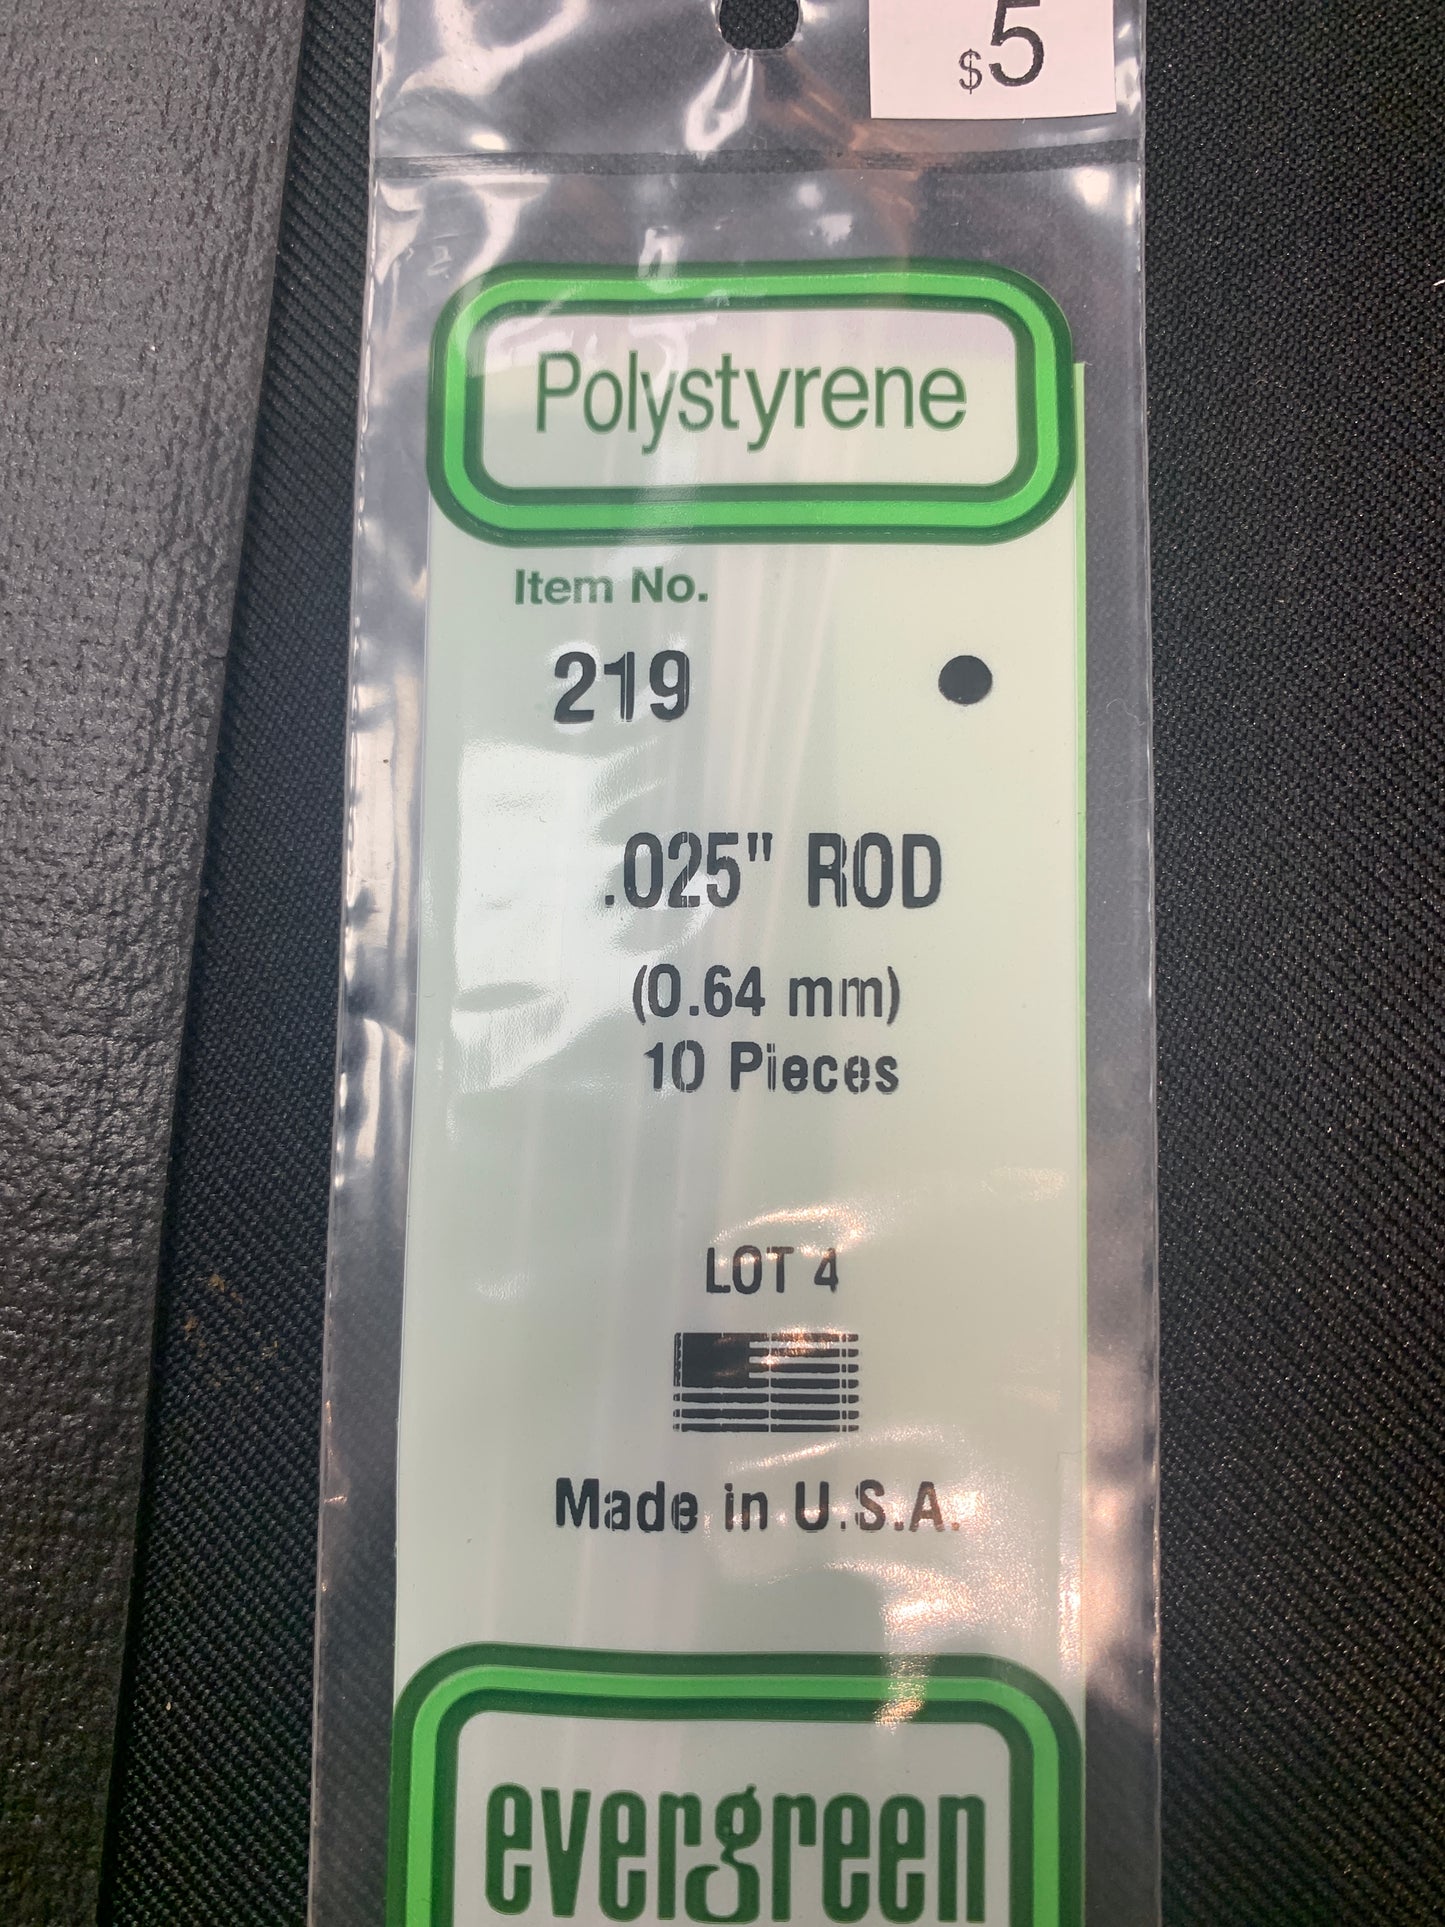 $5
Polystyrene
Item No.
219
.025" ROD
(0.64 mm)
10 Pieces
LOT 4
Made in U.S.A.
evergreen